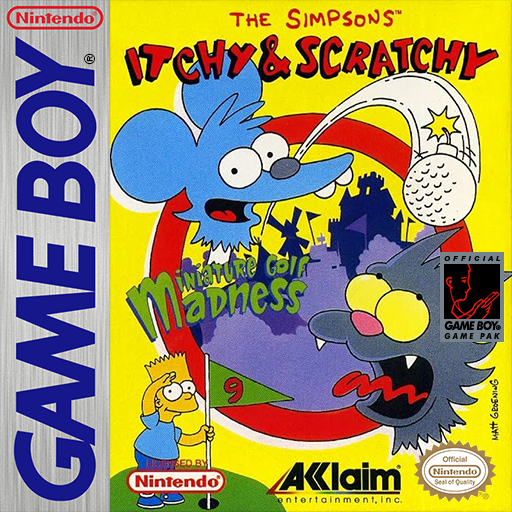 Nintendo
GAME BOY®
THE SIMPSONS™
ITCHY & SCRATCHY
MINIATURE GOLF
MADNESS
OFFICIAL
GAME BOY®
GAME PAK
9
MATT GROENING
LICENSED BY
Nintendo
AKKlaim
entertainment, inc.
Official
Nintendo
Seal of Quality